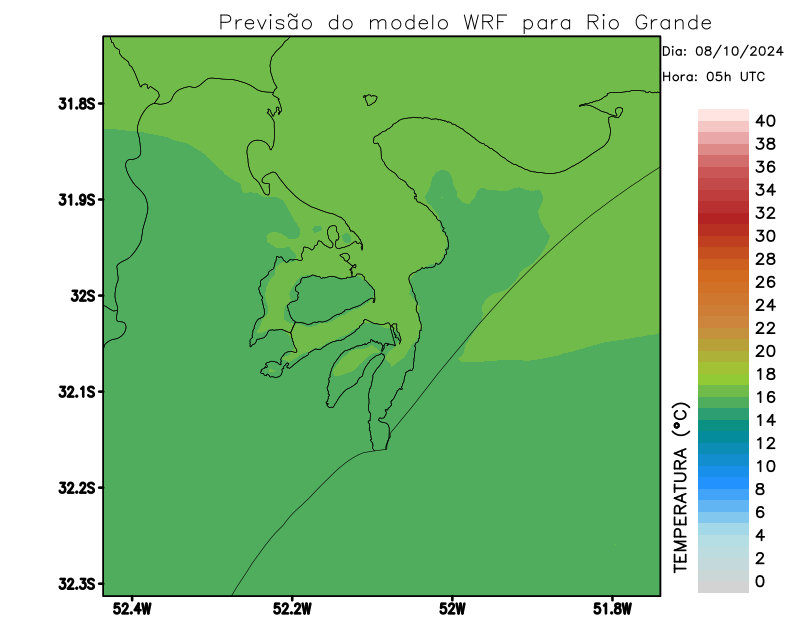 Previsão do modelo WRF para Rio Grande
Dia: 08/10/2024
Hora: 05h UTC
31.8S
31.9S
32S
32.1S
32.2S
32.3S
52.4W
52.2W
52W
51.8W
TEMPERATURA (°C)
40
38
36
34
32
30
28
26
24
22
20
18
16
14
12
10
8
6
4
2
0